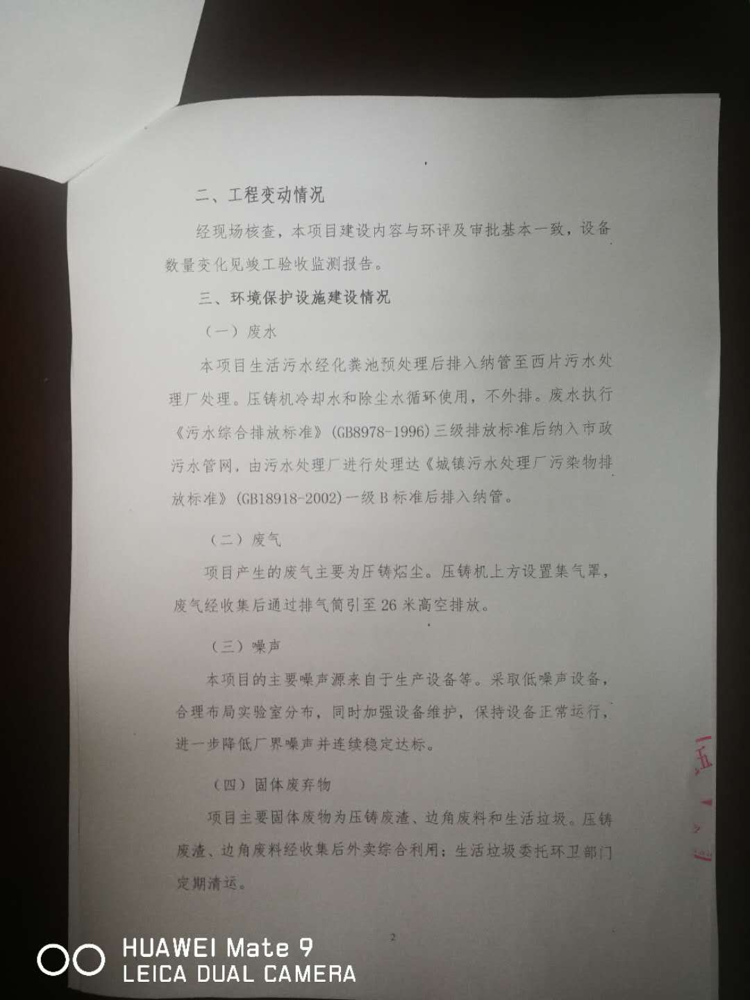 二、工程变动情况
经现场核查，本项目建设内容与环评及审批基本一致，设备
数量变化见竣工验收监测报告。
三、环境保护设施建设情况
（一）废水
本项目生活污水经化粪池预处理后排入纳管至西片污水处
理厂处理。压铸机冷却水和除尘水循环使用，不外排。废水执行
《污水综合排放标准》(GB8978-1996)三级排放标准后纳入市政
污水管网，由污水处理厂进行处理达《城镇污水处理厂污染物排
放标准》(GB18918-2002)一级 B 标准后排入纳管。
（二）废气
项目产生的废气主要为压铸烟尘。压铸机上方设置集气罩，
废气经收集后通过排气筒引至 26 米高空排放。
（三）噪声
本项目的主要噪声源来自于生产设备等。采取低噪声设备，
合理布局实验室分布，同时加强设备维护，保持设备正常运行，
进一步降低厂界噪声并连续稳定达标。
（四）固体废弃物
项目主要固体废物为压铸废渣、边角废料和生活垃圾。压铸
废渣、边角废料经收集后外卖综合利用；生活垃圾委托环卫部门
定期清运。
2
HUAWEI Mate 9
LEICA DUAL CAMERA